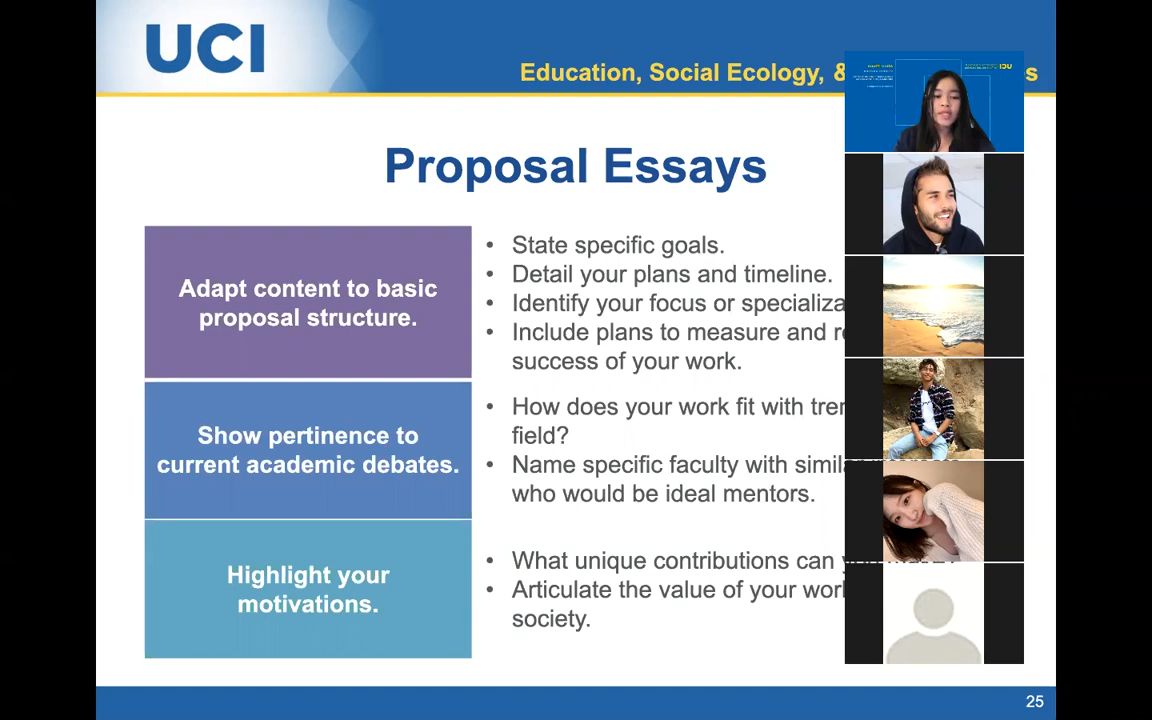 UCI
Education, Social Ecology, &
s
Proposal Essays
Adapt content to basic
proposal structure.
• State specific goals.
• Detail your plans and timeline.
• Identify your focus or specializa
• Include plans to measure and re
success of your work.
Show pertinence to
current academic debates.
• How does your work fit with tren
field?
• Name specific faculty with simila
who would be ideal mentors.
Highlight your
motivations.
• What unique contributions can
• Articulate the value of your work
society.
25